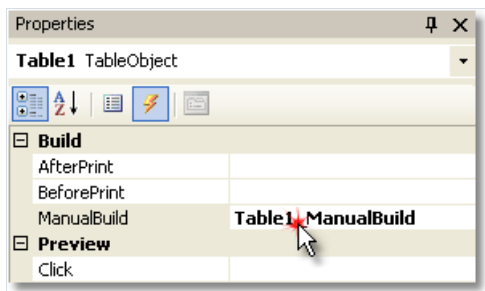 Properties
Table1 TableObject
Build
AfterPrint
BeforePrint
ManualBuild Table1_ManualBuild
Preview
Click